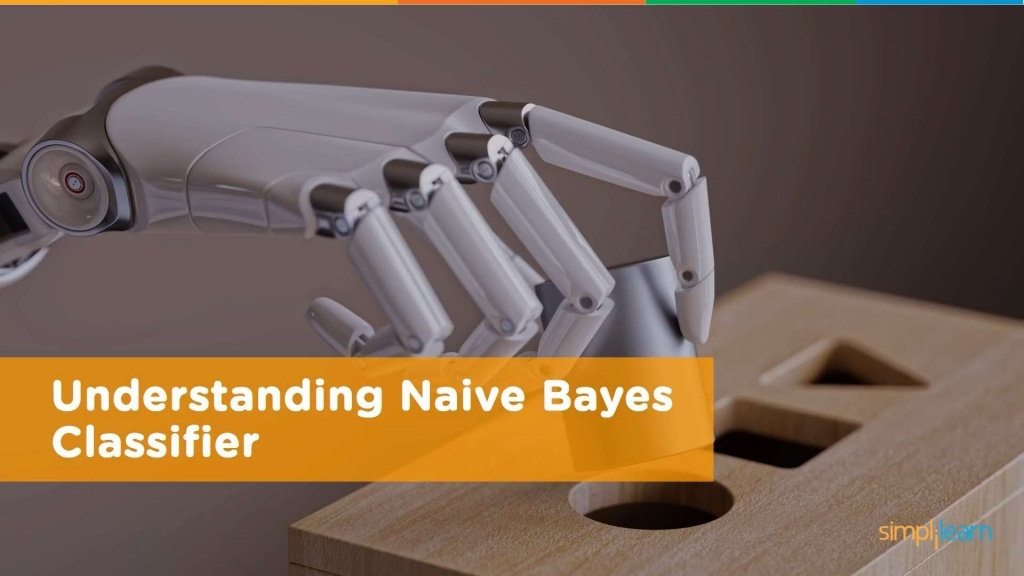 Understanding Naive Bayes
Classifier
simplilearn